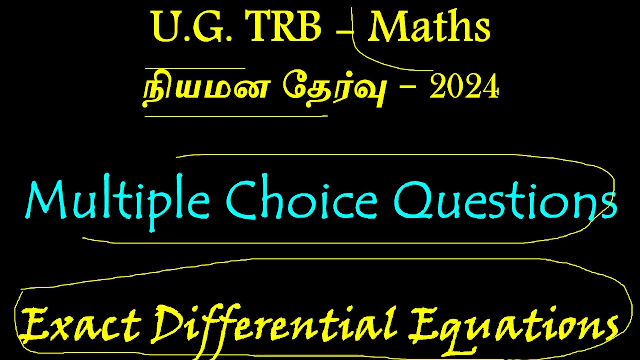 U.G. TRB – Maths
நியமன தேர்வு – 2024
Multiple Choice Questions
Exact Differential Equations